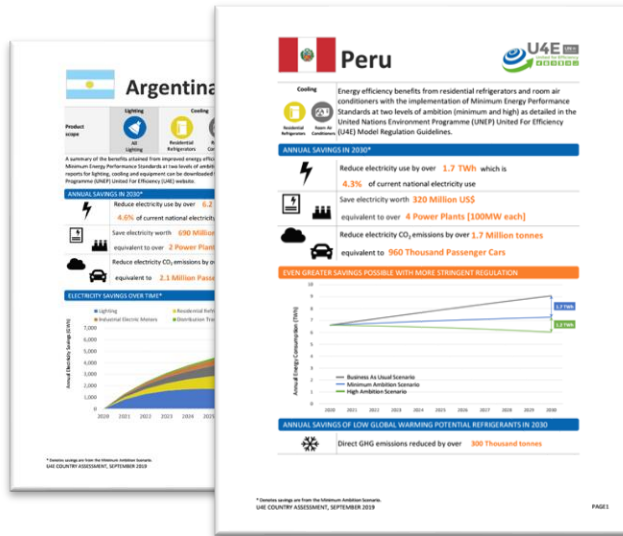 Argentina
Lighting
Cooling
Product
scope
All
Lighting
Residential
Refrigerators
A summary of the benefits attained from improved energy
Minimum Energy Performance Standards at two levels of
reports for lighting, cooling and equipment can be downloaded
Programme (UNEP) United For Efficiency (U4E) website.
ANNUAL SAVINGS IN 2030*
Reduce electricity use by over 6.2
4.6% of current national electricity
Save electricity worth 690
equivalent to over 2 Power
Reduce electricity CO2 emissions by over
equivalent to 2.1 Million
ELECTRICITY SAVINGS OVER TIME*
Lighting
Industrial Electric Motors
Annual Electricity Savings (GWh)
7,000
6,000
5,000
4,000
3,000
2,000
1,000
0
2020 2021 2022 2023 2024 2025
* Denotes savings are from the Minimum Ambition Scenario.
U4E COUNTRY ASSESSMENT, SEPTEMBER 2019
Peru
U4E
United for Efficiency
Cooling
Residential
Refrigerators
Room Air
Conditioners
Energy efficiency benefits from residential refrigerators and room air
conditioners with the implementation of Minimum Energy Performance
Standards at two levels of ambition (minimum and high) as detailed in the
United Nations Environment Programme (UNEP) United For Efficiency
(U4E) Model Regulation Guidelines.
ANNUAL SAVINGS IN 2030*
Reduce electricity use by over 1.7 TWh which is
4.3% of current national electricity use
Save electricity worth 320 Million US$
equivalent to over 4 Power Plants [100MW each]
Reduce electricity CO2 emissions by over 1.7 Million tonnes
equivalent to 960 Thousand Passenger Cars
EVEN GREATER SAVINGS POSSIBLE WITH MORE STRINGENT REGULATION
Annual Energy Consumption (TWh)
10
9
8
7
6
5
4
3
2
1
0
1.7 TWh
1.2 TWh
Business As Usual Scenario
Minimum Ambition Scenario
High Ambition Scenario
2020 2021 2022 2023 2024 2025 2026 2027 2028 2029 2030
ANNUAL SAVINGS OF LOW GLOBAL WARMING POTENTIAL REFRIGERANTS IN 2030
Direct GHG emissions reduced by over 300 Thousand tonnes
* Denotes savings are from the Minimum Ambition Scenario.
U4E COUNTRY ASSESSMENT, SEPTEMBER 2019
PAGE1